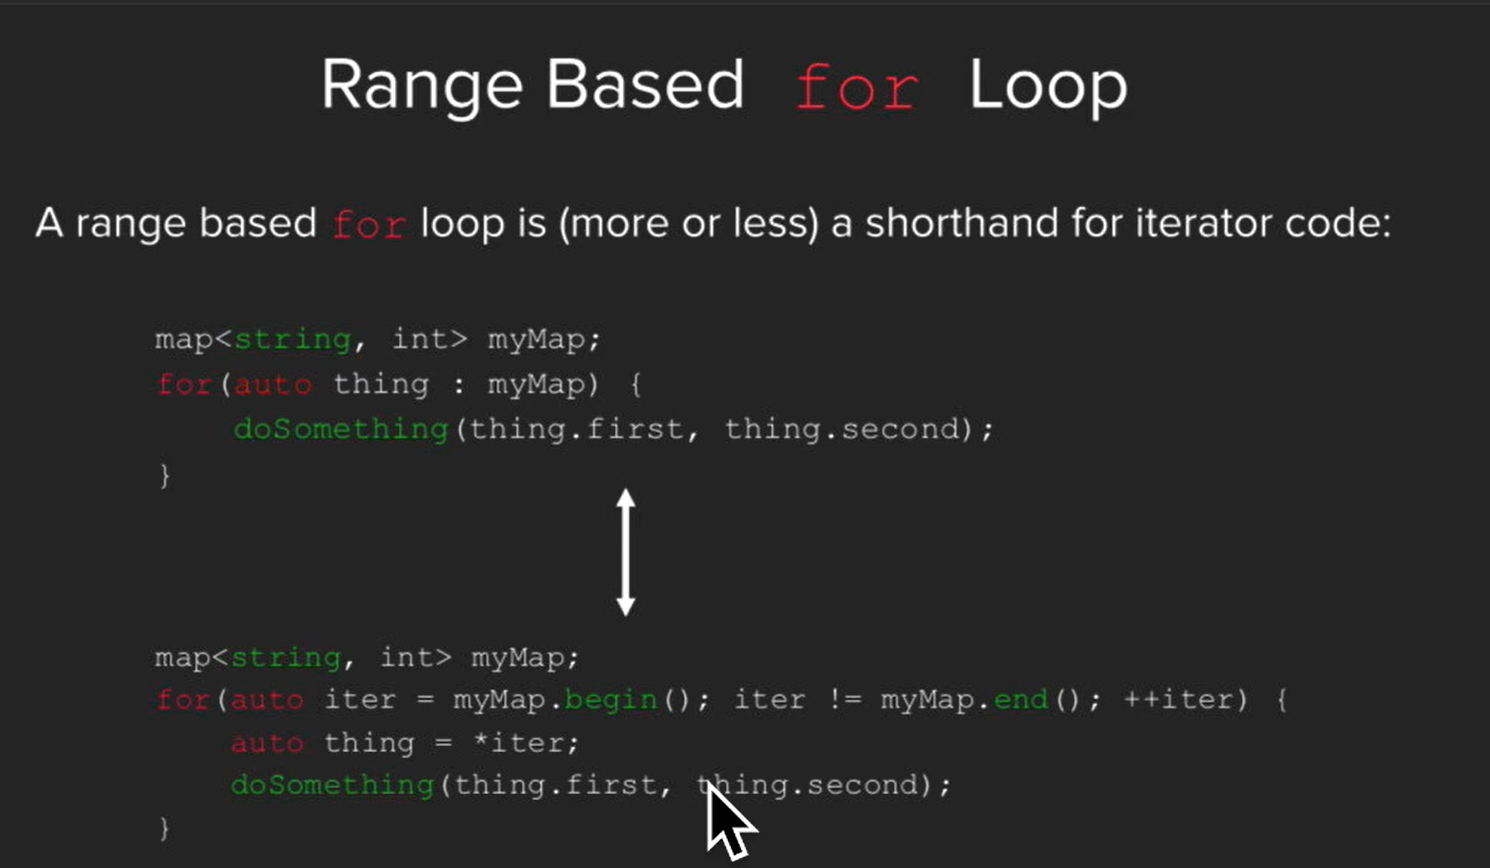 Range Based for Loop
A range based for loop is (more or less) a shorthand for iterator code:
map<string, int> myMap;
for(auto thing : myMap) {
    doSomething(thing.first, thing.second);
}
map<string, int> myMap;
for(auto iter = myMap.begin(); iter != myMap.end(); ++iter) {
    auto thing = *iter;
    doSomething(thing.first, thing.second);
}